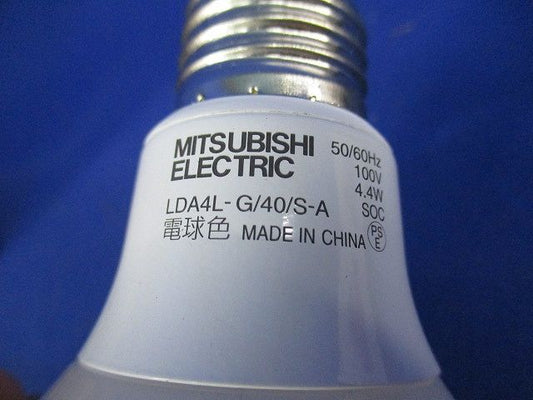 MITSUBISHI
ELECTRIC
50/60Hz
100V
4.4W
LDA4L-G/40/S-A
SOC
電球色 MADE IN CHINA
PS
E